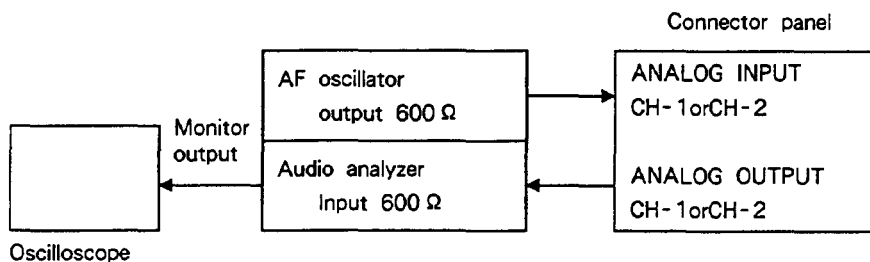 Connector panel
AF oscillator
output 600 Ω
ANALOG INPUT
CH-1orCH-2
Monitor
output
Audio analyzer
Input 600 Ω
ANALOG OUTPUT
CH-1orCH-2
Oscilloscope